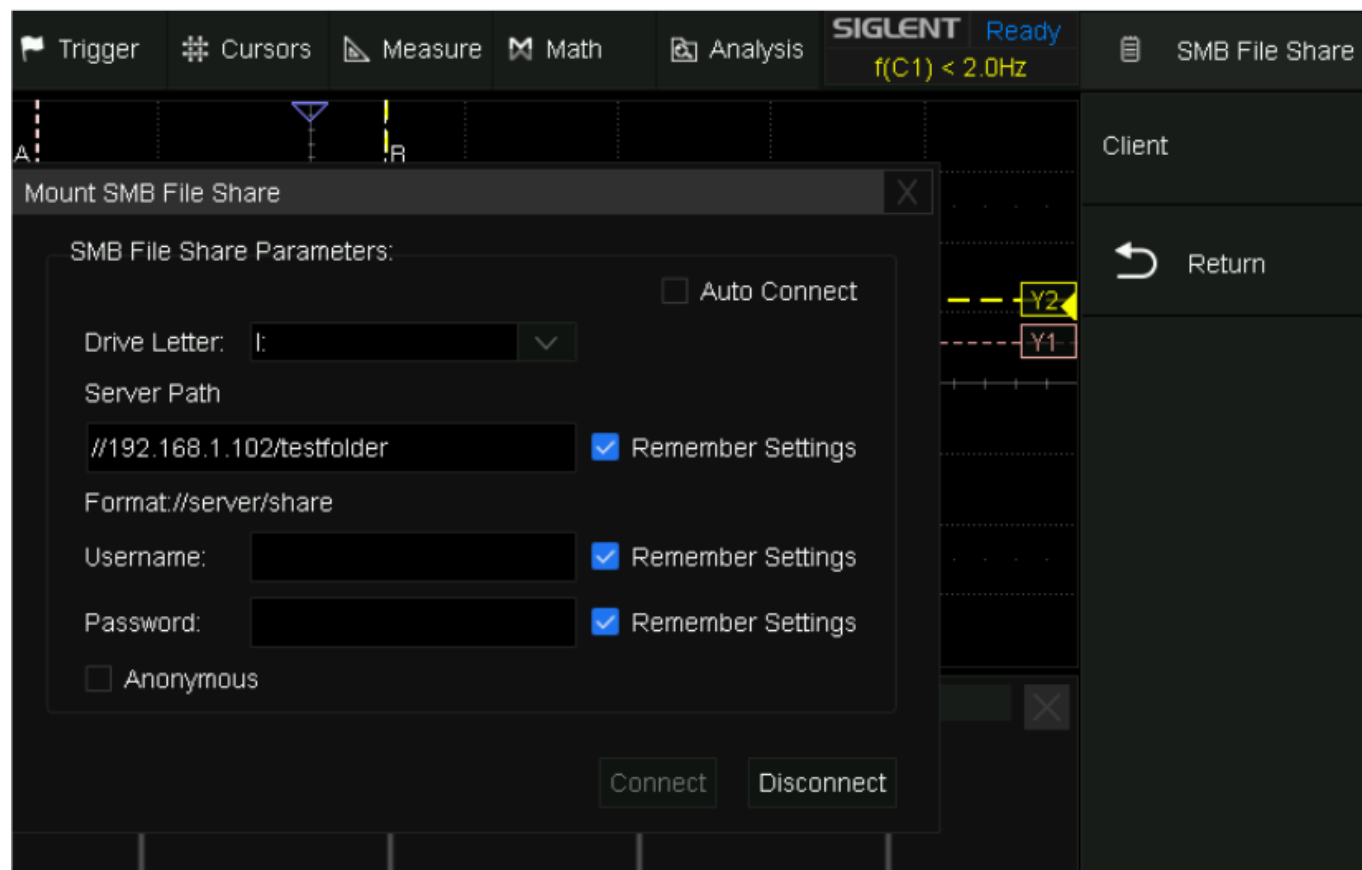 Trigger Cursors Measure Math Analysis SIGLENT Ready SMB File Share
f(C1) < 2.0Hz
A B
Client
Mount SMB File Share X
SMB File Share Parameters:
Return
Auto Connect
Y2
Drive Letter: I:
Y1
Server Path
//192.168.1.102/testfolder Remember Settings
Format://server/share
Username: Remember Settings
Password: Remember Settings
Anonymous
Connect Disconnect